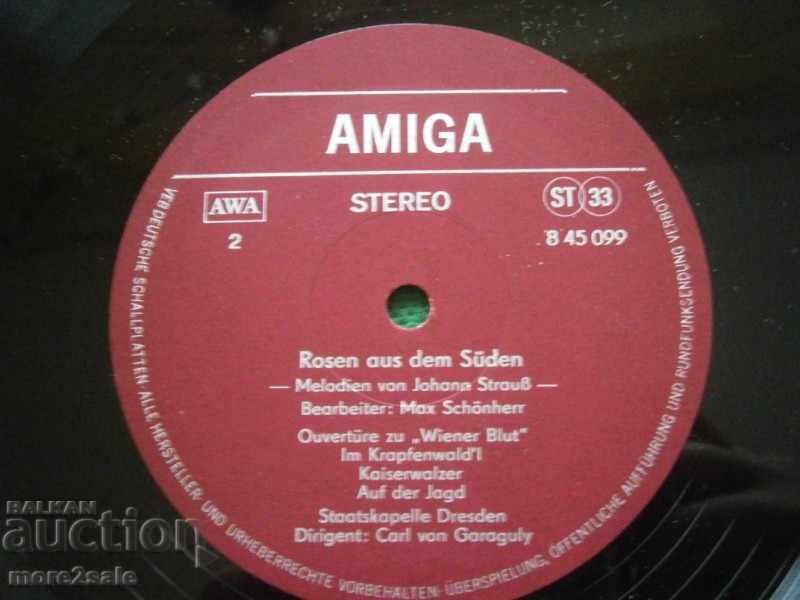 AMIGA
AWA
STEREO
ST 33
2
8 45 099
Rosen aus dem Süden
— Melodien von Johann Strauß —
Bearbeiter: Max Schönherr
Ouvertüre zu „Wiener Blut"
Im Krapfenwald'l
Kaiserwalzer
Auf der Jagd
Staatskapelle Dresden
Dirigent: Carl von Garaguly
VEB DEUTSCHE SCHALLPLATTEN · ALLE HERSTELLER- UND URHEBERRECHTE VORBEHALTEN · ÜBERSPIELUNG, ÖFFENTLICHE AUFFÜHRUNG UND RUNDFUNKSENDUNG VERBOTEN
BALKAN
auction
more2sale